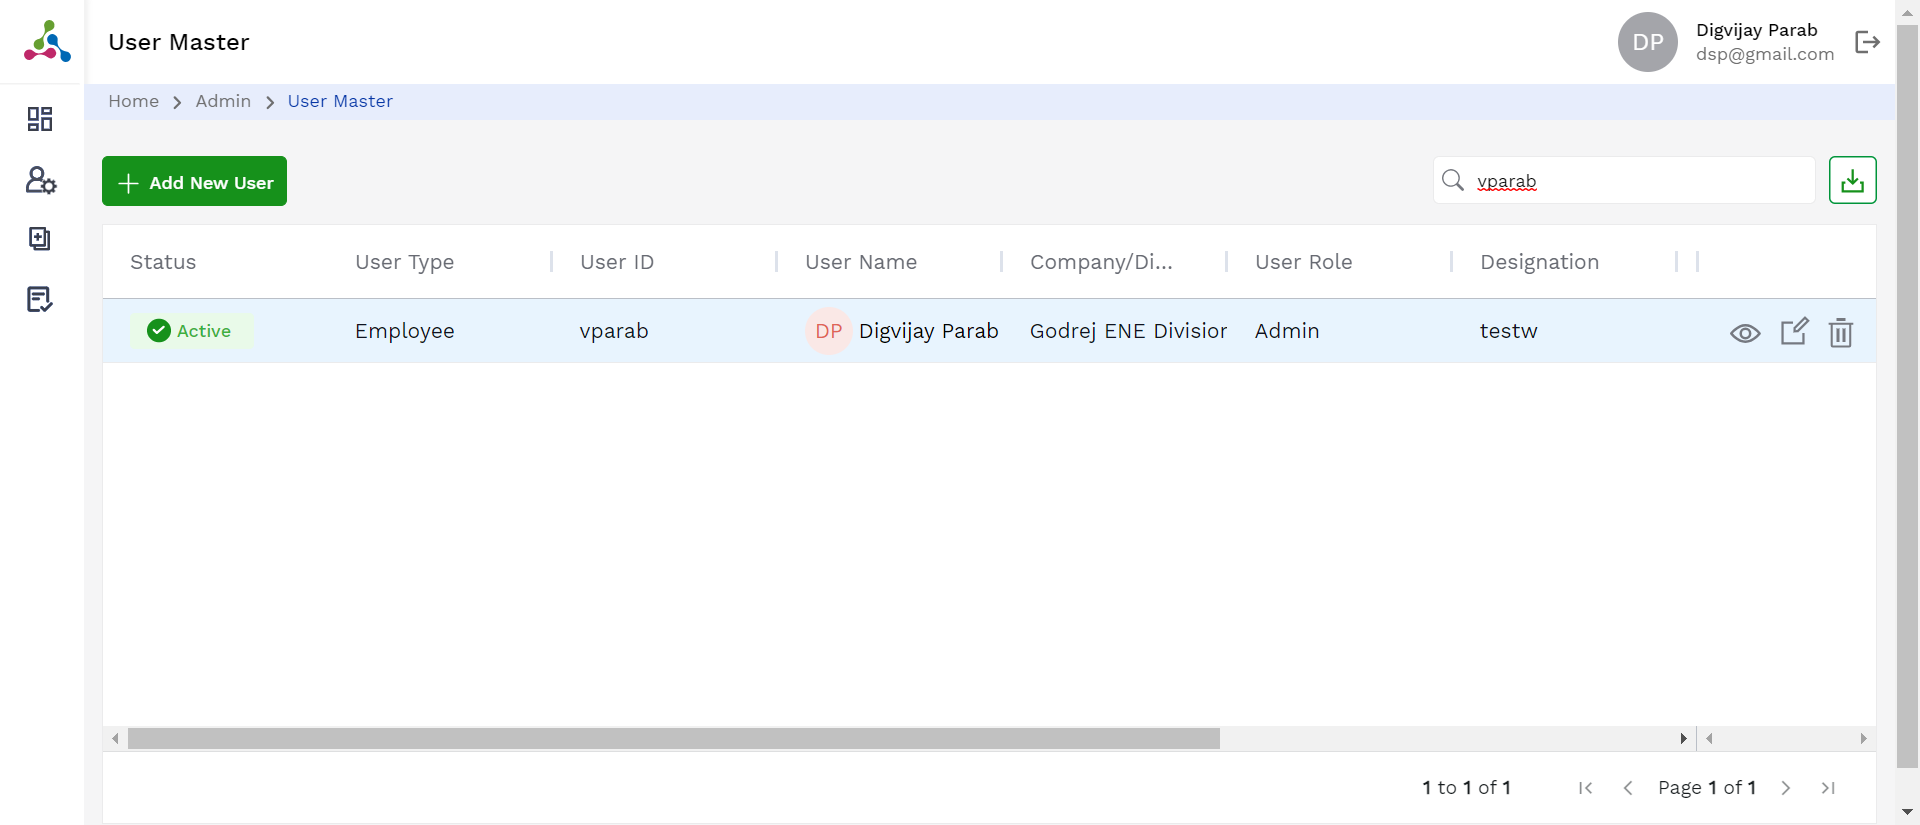 User Master
DP
Digvijay Parab
dsp@gmail.com
Home > Admin > User Master
+ Add New User
vparab
Status User Type User ID User Name Company/Di... User Role Designation
Active Employee vparab DP Digvijay Parab Godrej ENE Division Admin testw
1 to 1 of 1 Page 1 of 1